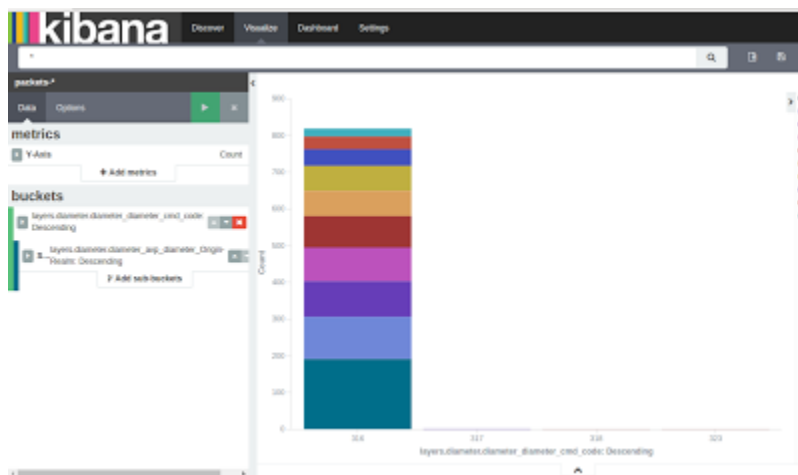 kibana
Discover Visualize Dashboard Settings
*
packets-*
Data Options
metrics
Y-Axis Count
+ Add metrics
buckets
layers.diameter.diameter_diameter_cmd_code:
Descending
S... layers.diameter.diameter_avp_diameter_Origin-
Realm: Descending
Add sub-buckets
900
800
700
600
500
400
300
200
100
0
Count
316 317 318 323
layers.diameter.diameter_diameter_cmd_code: Descending